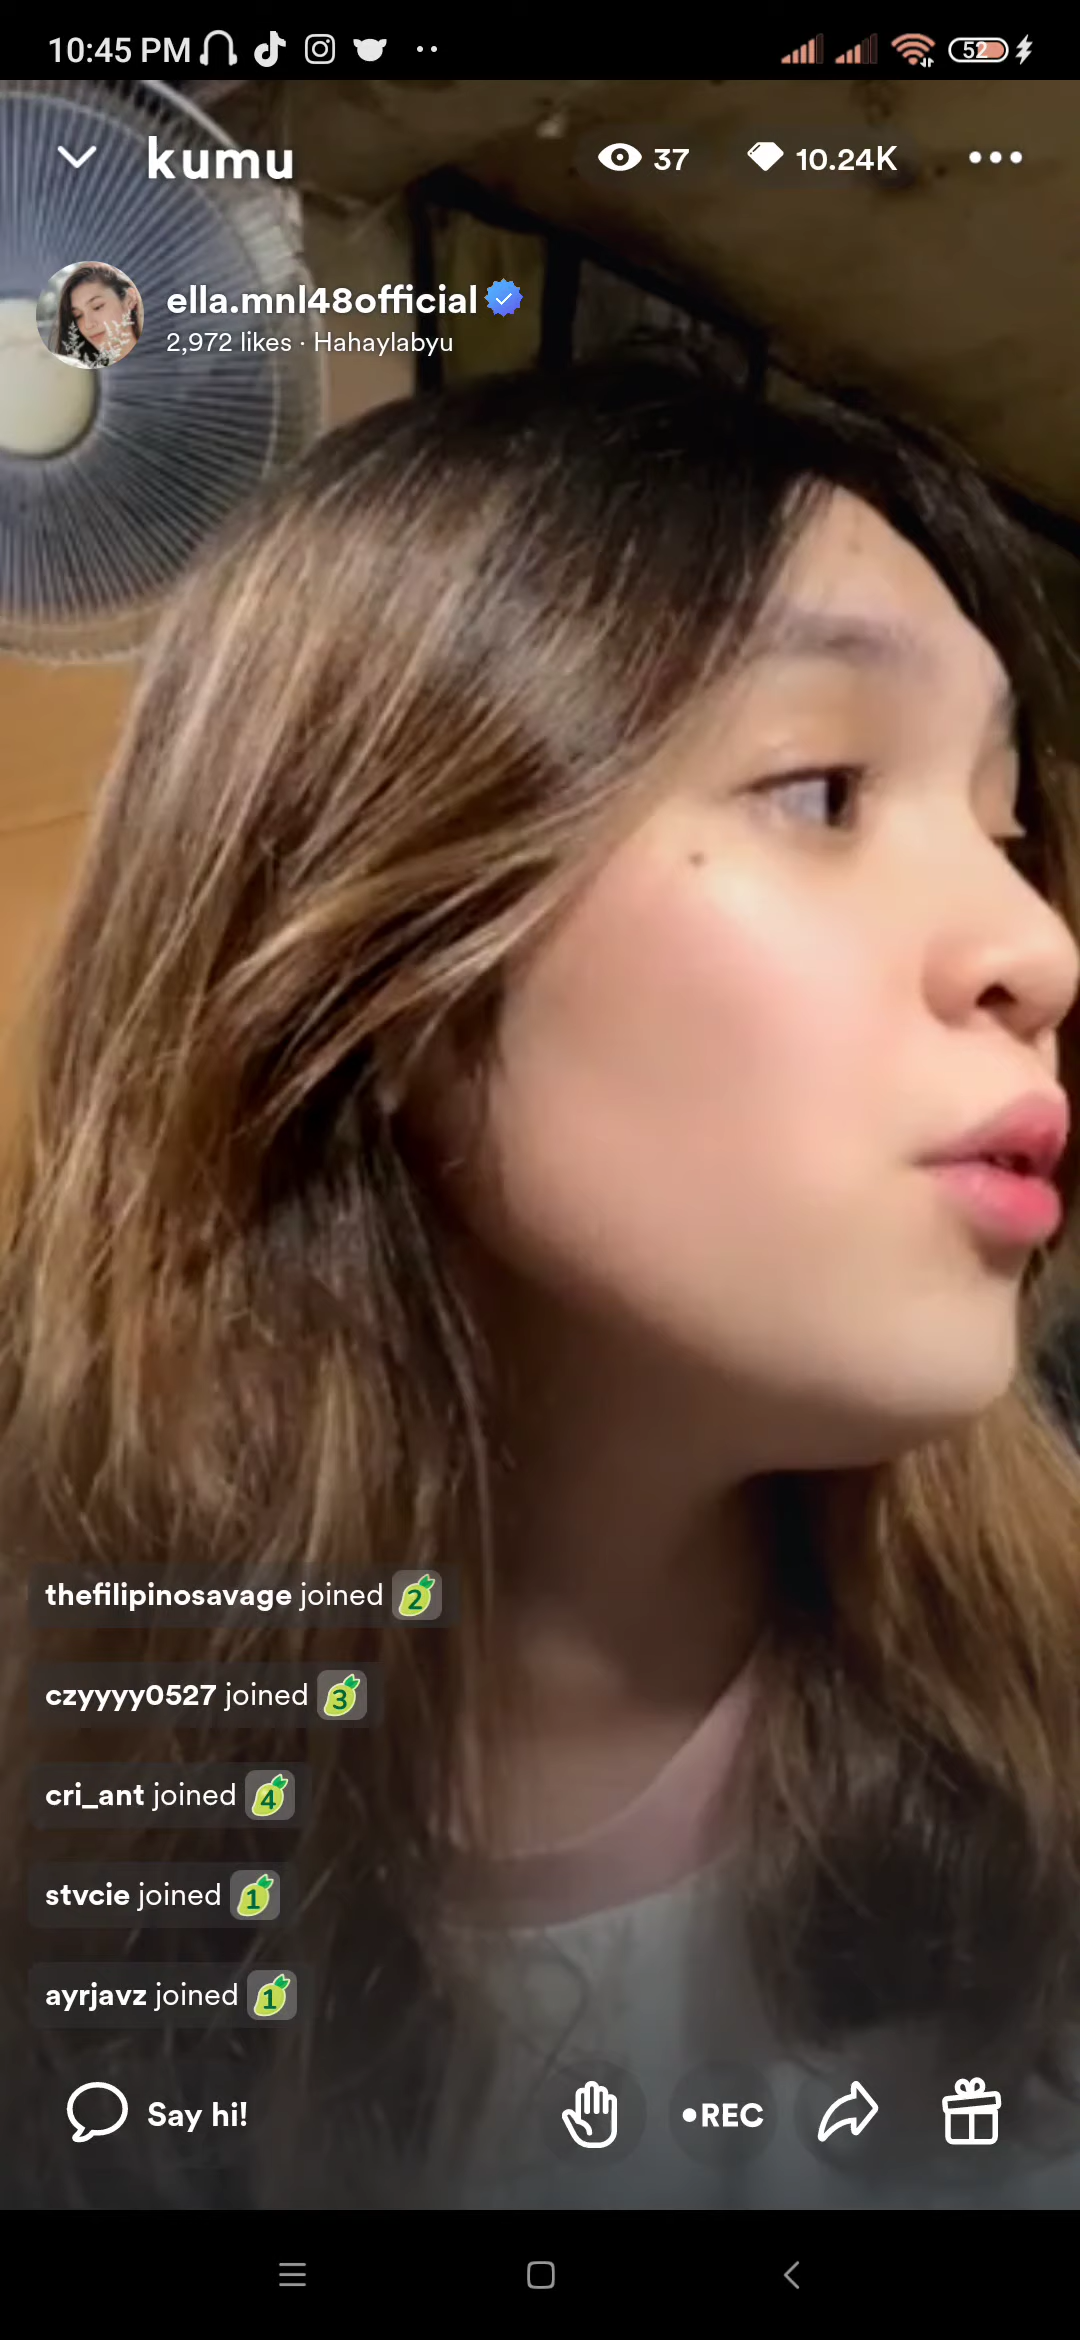 10:45 PM
52
kumu
37
10.24K
ella.mnl48official
2,972 likes · Hahaylabyu
thefilipinosavage joined 2
czyyyy0527 joined 3
cri_ant joined 4
stvcie joined 1
ayrjavz joined 1
Say hi!
•REC